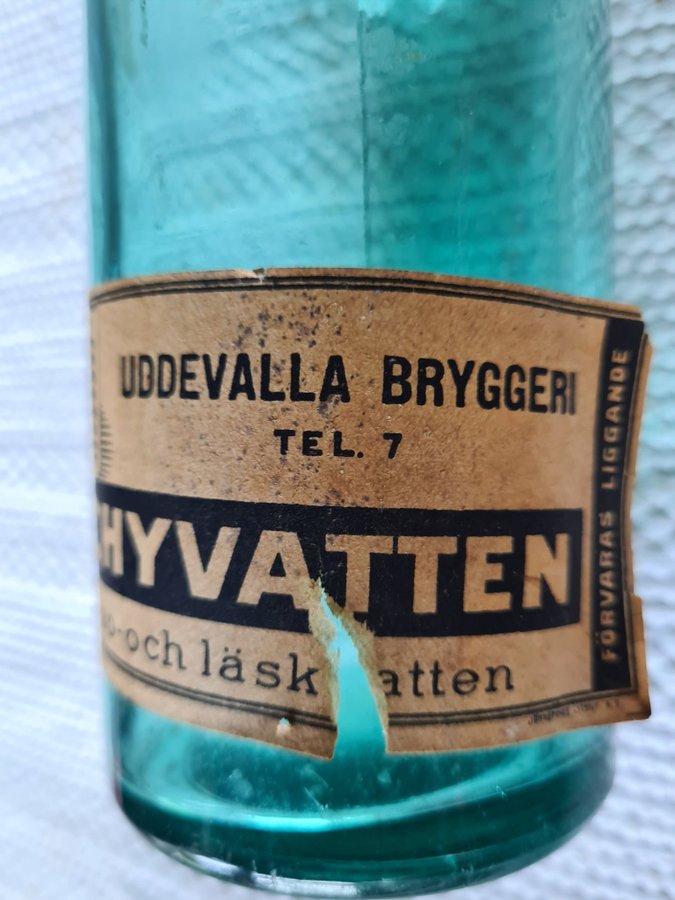 UDDEVALLA BRYGGERI
TEL. 7
HYVATTEN
o-och läsk atten
FÖRVARAS LIGGANDE